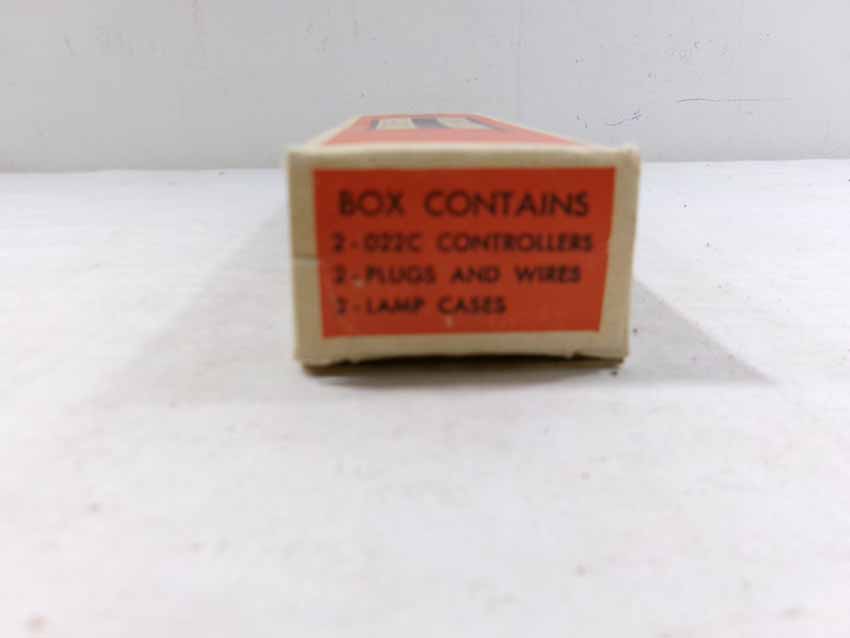 BOX CONTAINS
2-022C CONTROLLERS
2-PLUGS AND WIRES
2-LAMP CASES